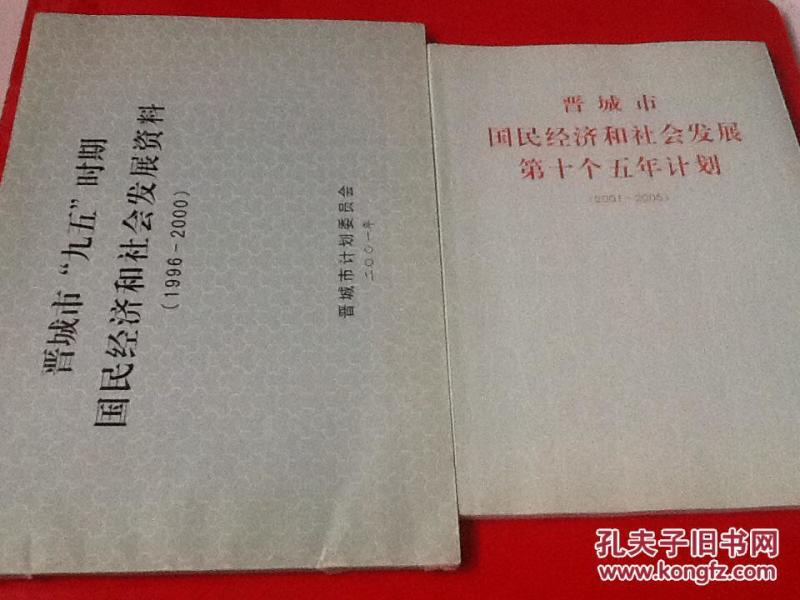 晋城市“九五”时期
国民经济和社会发展资料
(1996-2000)
晋城市计划委员会
二〇〇一年
晋城市
国民经济和社会发展
第十个五年计划
(2001-2005)
孔夫子旧书网
www.kongfz.com